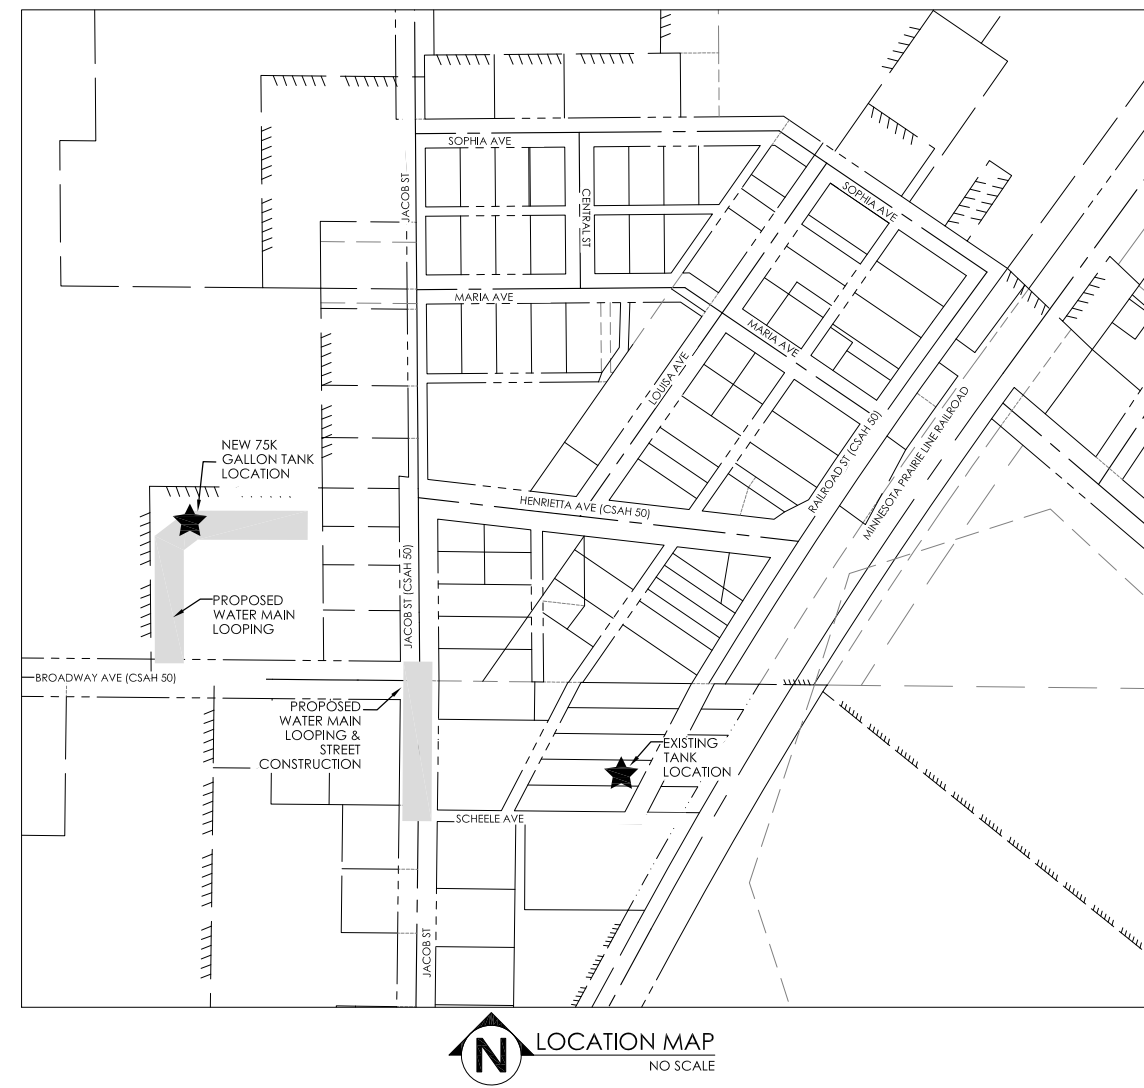 SOPHIA AVE
JACOB ST
CENTRAL ST
SOPHIA AVE
MARIA AVE
MARIA AVE
LOUISA AVE
RAILROAD ST (CSAH 50)
MINNESOTA PRAIRIE LINE RAILROAD
NEW 75K
GALLON TANK
LOCATION
HENRIETTA AVE (CSAH 50)
JACOB ST (CSAH 50)
PROPOSED
WATER MAIN
LOOPING
BROADWAY AVE (CSAH 50)
PROPOSED
WATER MAIN
LOOPING &
STREET
CONSTRUCTION
EXISTING
TANK
LOCATION
SCHEELE AVE
JACOB ST
N
LOCATION MAP
NO SCALE